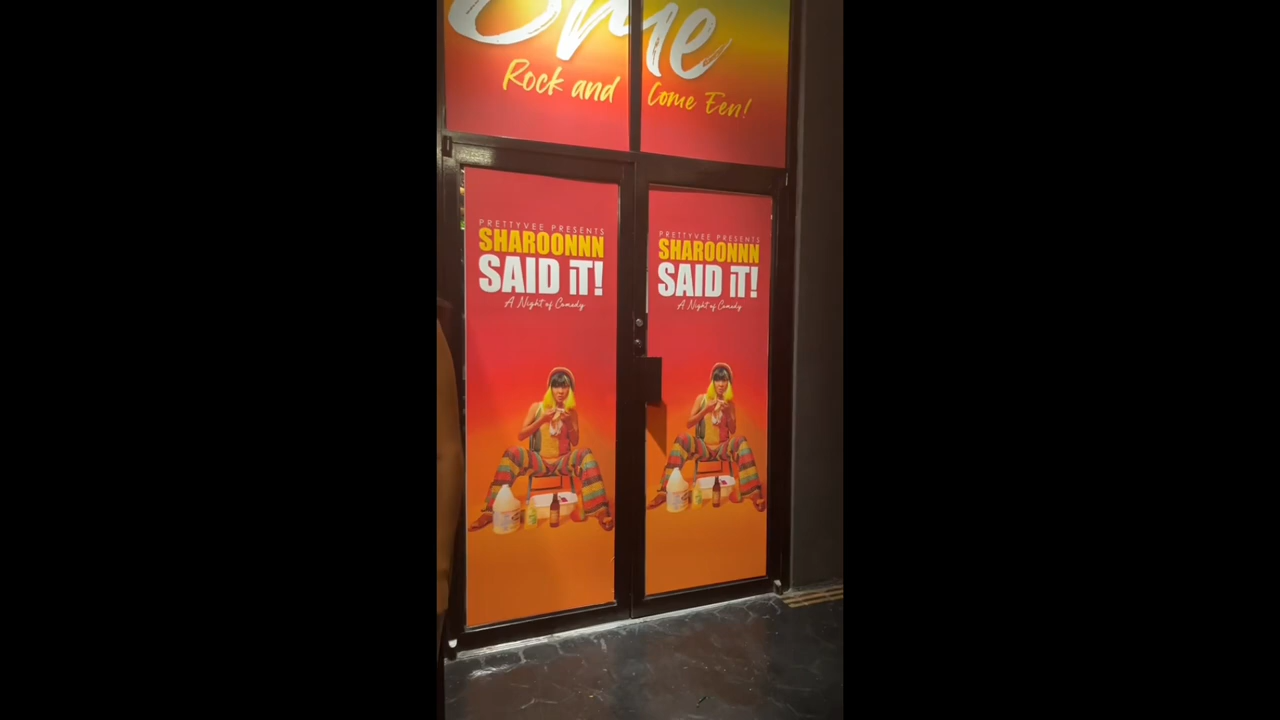 ome
Rock and Come Een!
PRETTYVEE PRESENTS
SHAROONNN
SAID iT!
A Night of Comedy
PRETTYVEE PRESENTS
SHAROONNN
SAID iT!
A Night of Comedy